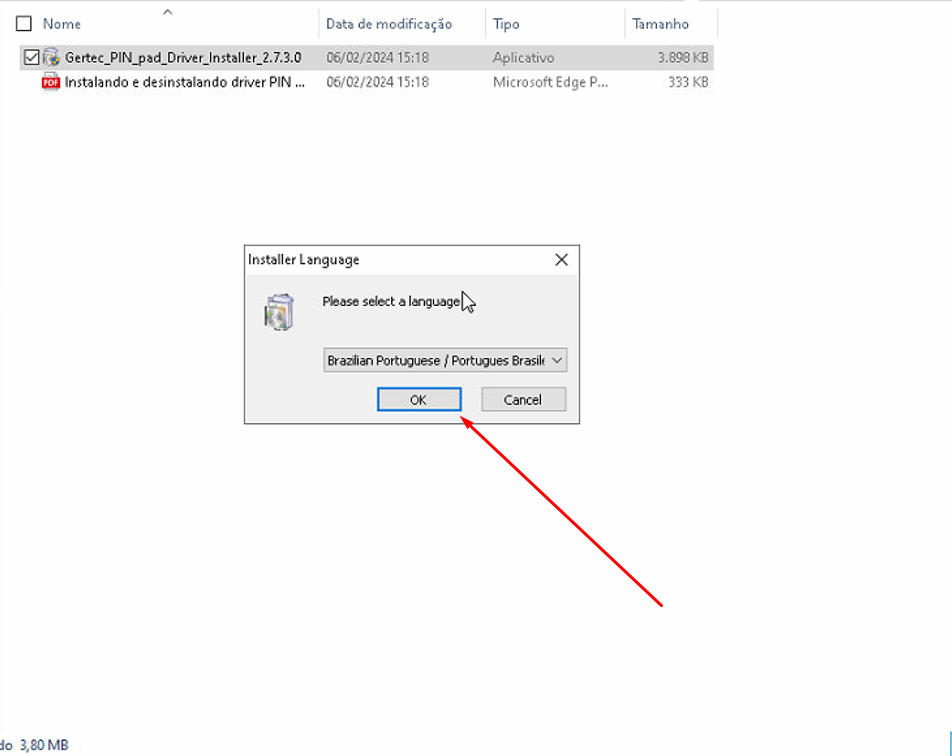 Nome Data de modificação Tipo Tamanho
Gertec_PIN_pad_Driver_Installer_2.7.3.0 06/02/2024 15:18 Aplicativo 3.898 KB
PDF Instalando e desinstalando driver PIN ... 06/02/2024 15:18 Microsoft Edge P... 333 KB
Installer Language
Please select a language
Brazilian Portuguese / Portugues Brasile
OK Cancel
do 3,80 MB